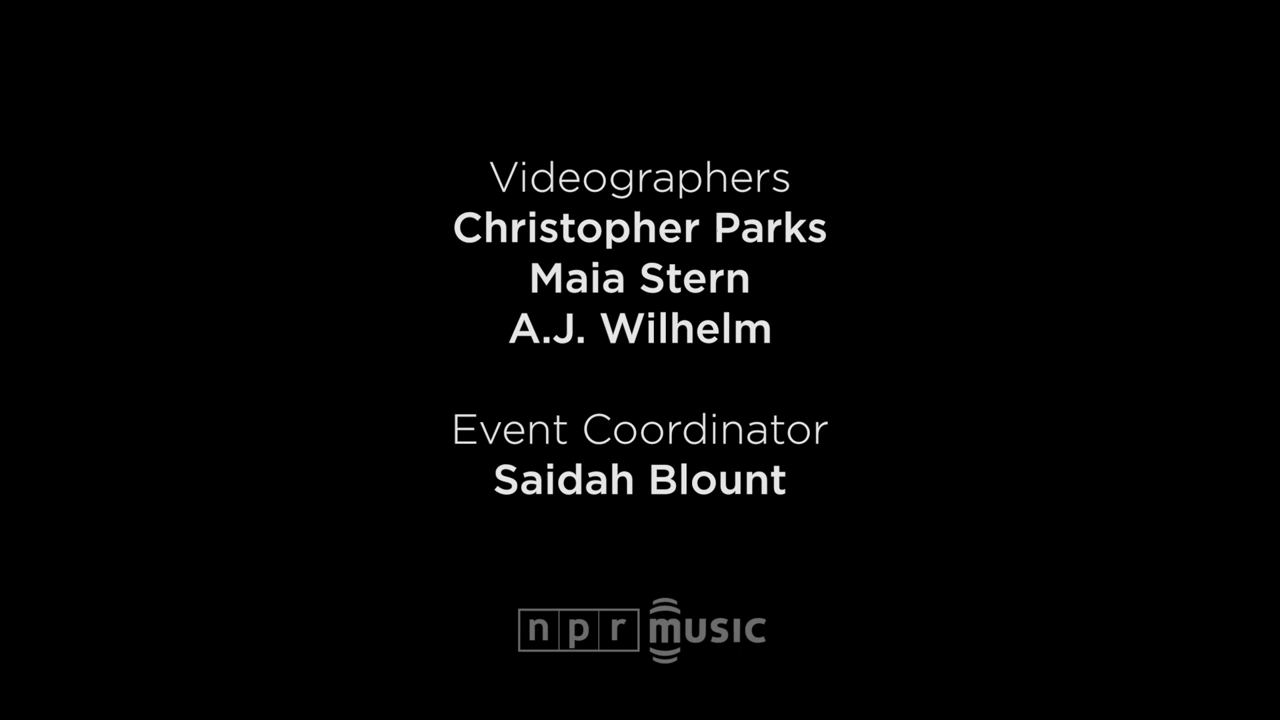 Videographers
Christopher Parks
Maia Stern
A.J. Wilhelm
Event Coordinator
Saidah Blount
npr music